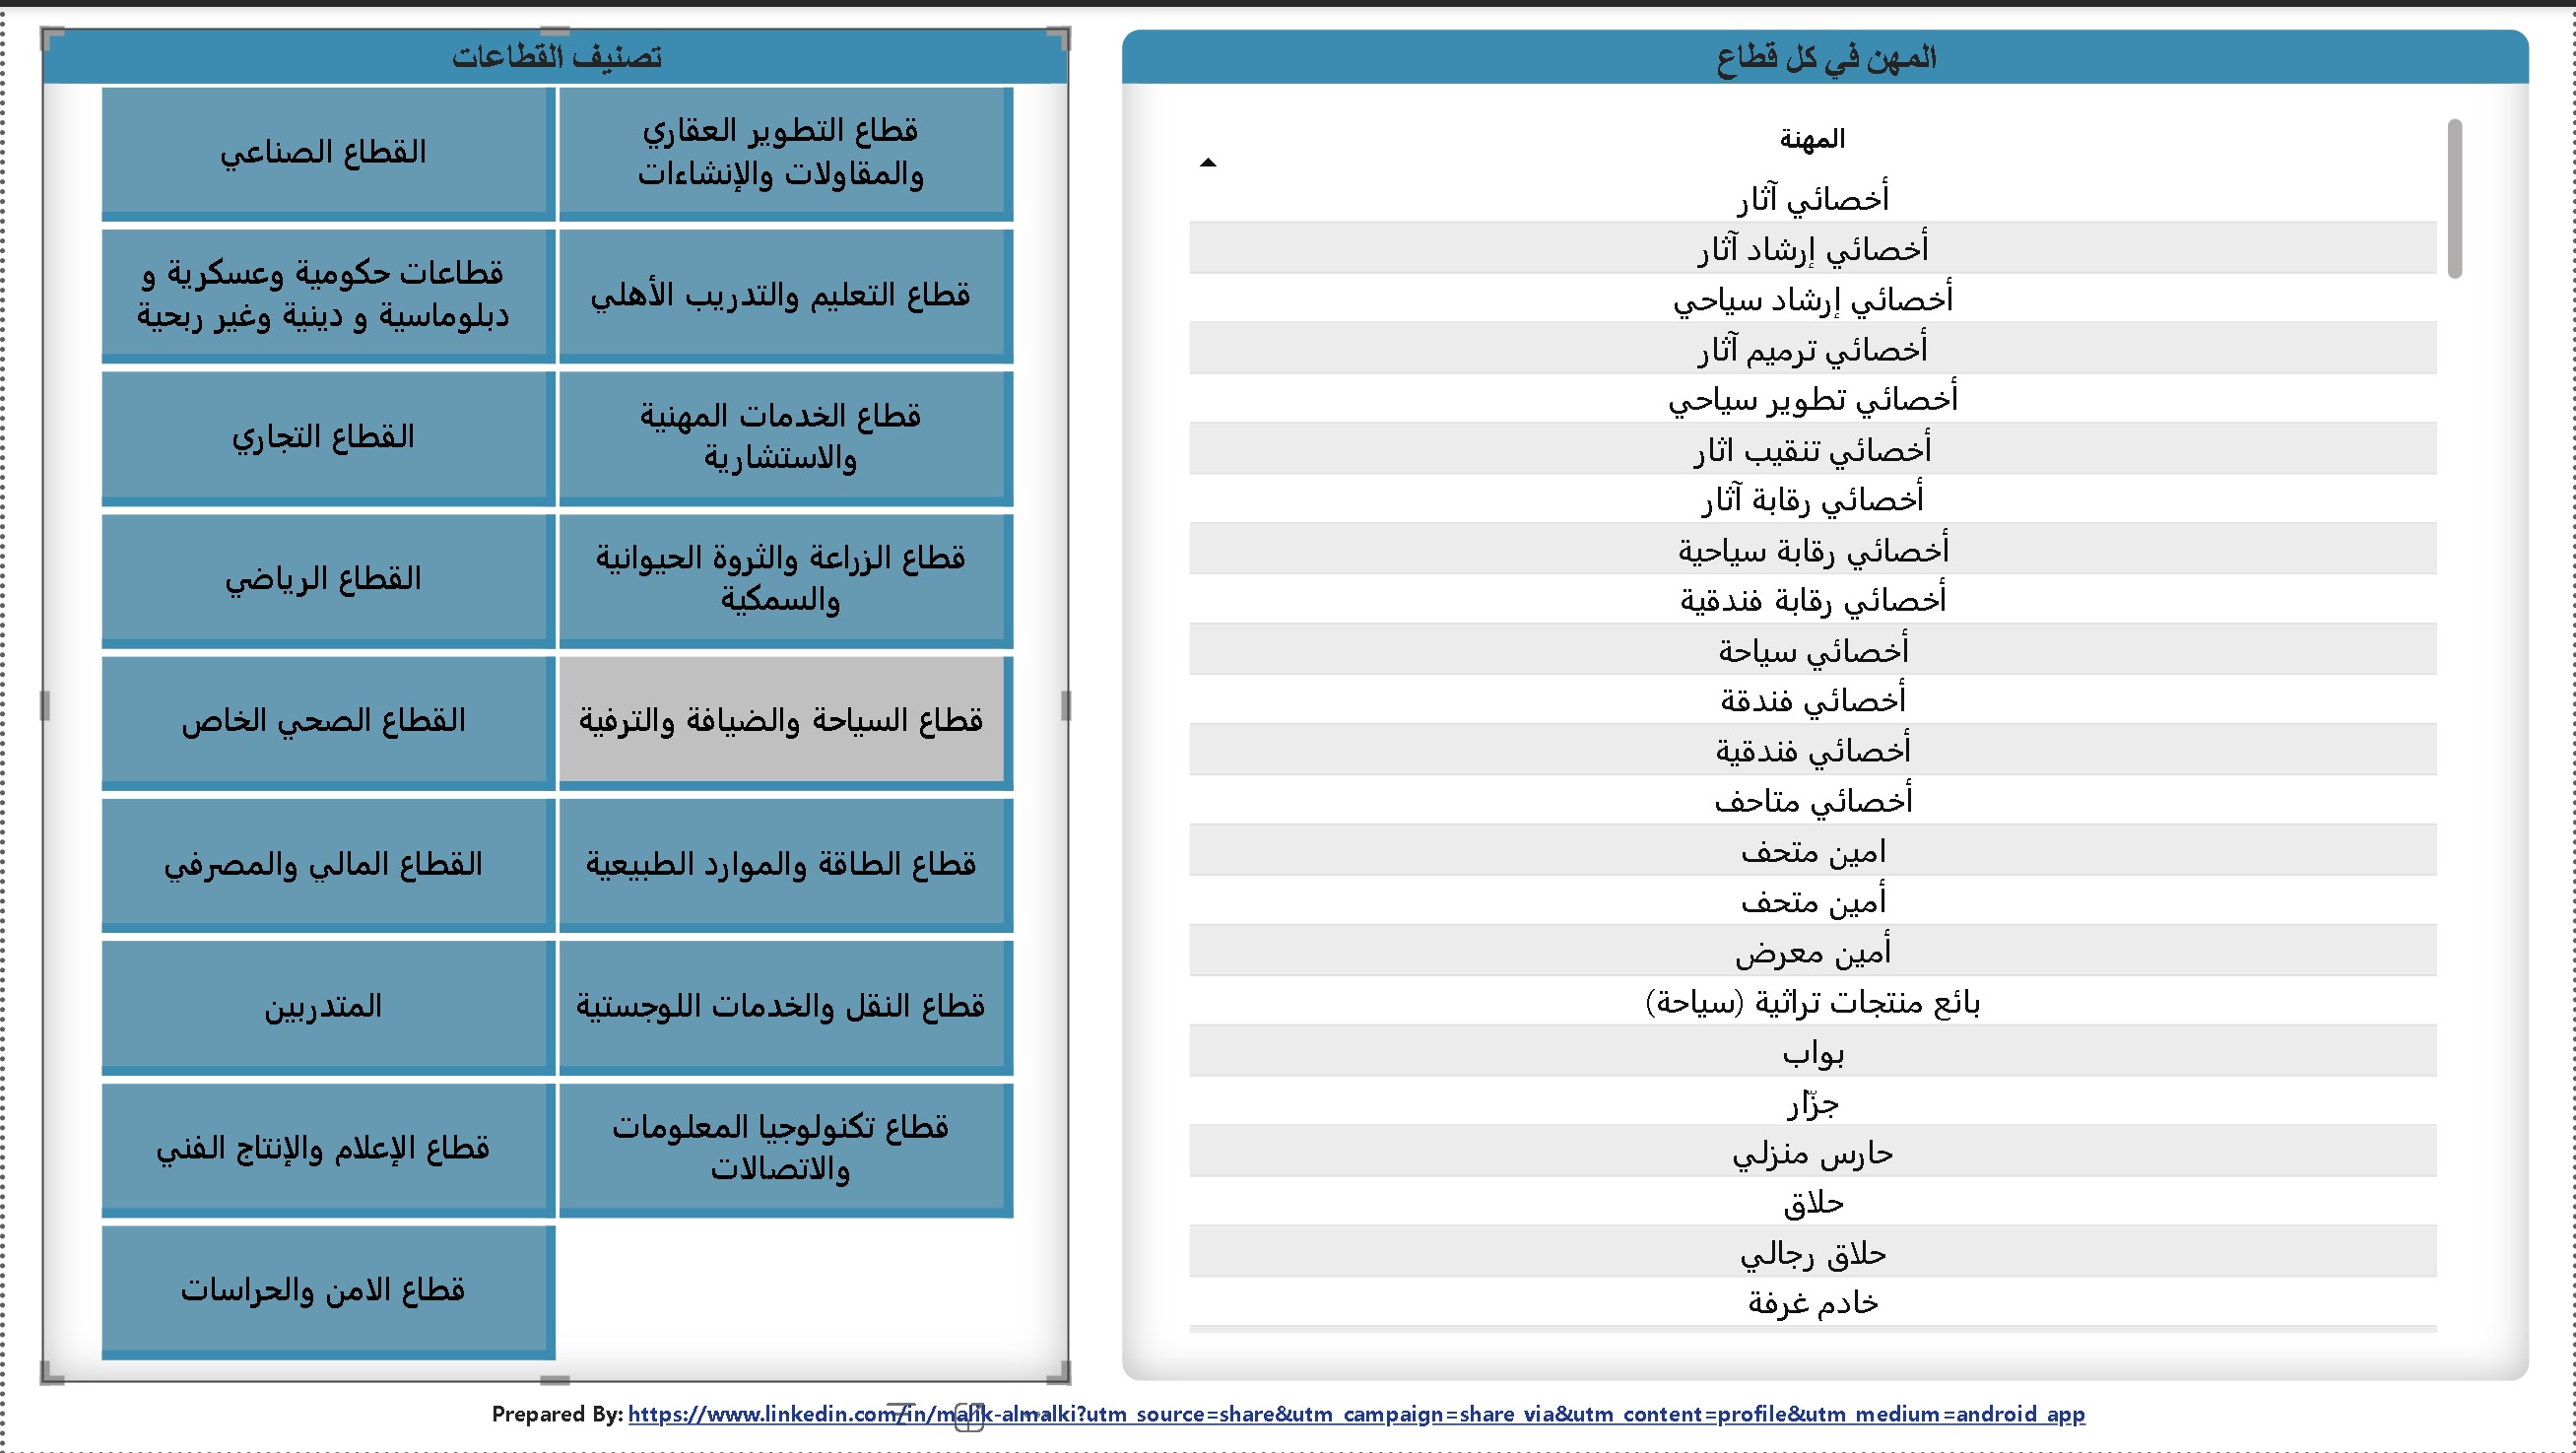 المهن في كل قطاع
المهنة
أخصائي آثار
أخصائي إرشاد آثار
أخصائي إرشاد سياحي
أخصائي ترميم آثار
أخصائي تطوير سياحي
أخصائي تنقيب اثار
أخصائي رقابة آثار
أخصائي رقابة سياحية
أخصائي رقابة فندقية
أخصائي سياحة
أخصائي فندقة
أخصائي فندقية
أخصائي متاحف
امين متحف
أمين متحف
أمين معرض
بائع منتجات تراثية (سياحة)
بواب
جزّار
حارس منزلي
حلاق
حلاق رجالي
خادم غرفة
تصنيف القطاعات
قطاع التطوير العقاري
والمقاولات والإنشاءات
القطاع الصناعي
قطاع التعليم والتدريب الأهلي
قطاعات حكومية وعسكرية و
دبلوماسية و دينية وغير ربحية
قطاع الخدمات المهنية
والاستشارية
القطاع التجاري
قطاع الزراعة والثروة الحيوانية
والسمكية
القطاع الرياضي
قطاع السياحة والضيافة والترفية
القطاع الصحي الخاص
قطاع الطاقة والموارد الطبيعية
القطاع المالي والمصرفي
قطاع النقل والخدمات اللوجستية
المتدربين
قطاع تكنولوجيا المعلومات
والاتصالات
قطاع الإعلام والإنتاج الفني
قطاع الامن والحراسات
Prepared By: https://www.linkedin.com/in/malik-almalki?utm_source=share&utm_campaign=share_via&utm_content=profile&utm_medium=android_app